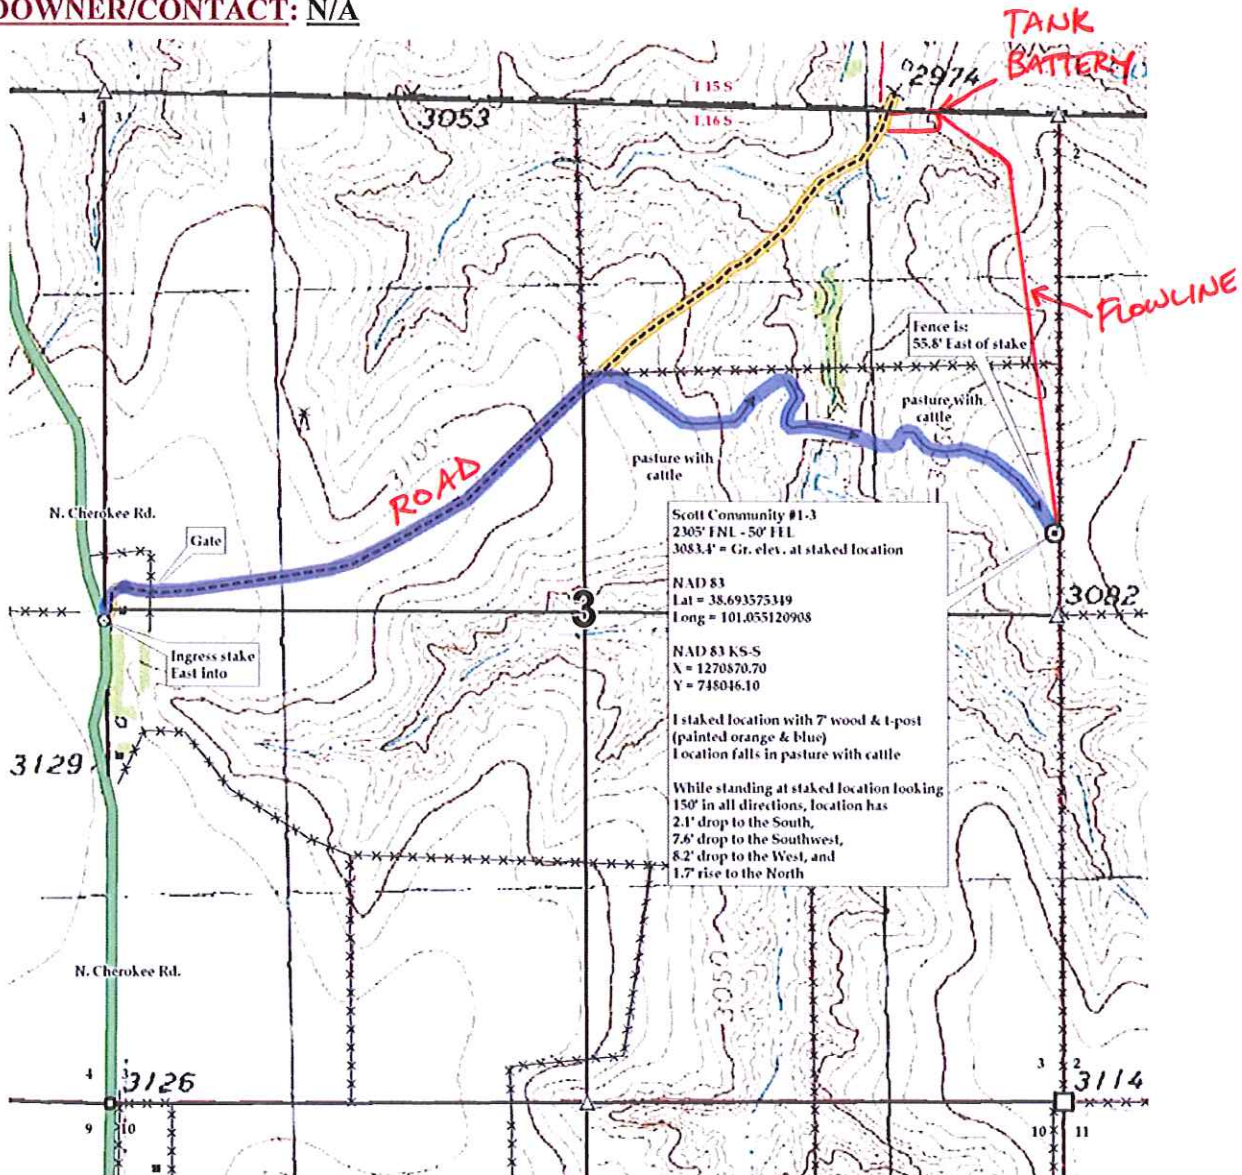 DOWNER/CONTACT: N/A
TANK
BATTERY
2974
T.15 S
T.16 S
3053
4 3
2
FLOWLINE
Fence is:
55.8' East of stake
pasture with
cattle
pasture with
cattle
ROAD
N. Cherokee Rd.
Gate
Scott Community #1-3
2305' FNL - 50' FEL
3083.4' = Gr. elev. at staked location
NAD 83
Lat = 38.693575349
Long = 101.055120908
NAD 83 KS-S
X = 1270870.70
Y = 748046.10
I staked location with 7' wood & t-post
(painted orange & blue)
Location falls in pasture with cattle
While standing at staked location looking
150' in all directions, location has
2.1' drop to the South,
7.6' drop to the Southwest,
8.2' drop to the West, and
1.7' rise to the North
3
3082
Ingress stake
East into
3129
3050
N. Cherokee Rd.
4 3
3126
9 10
3 2
3114
10 11